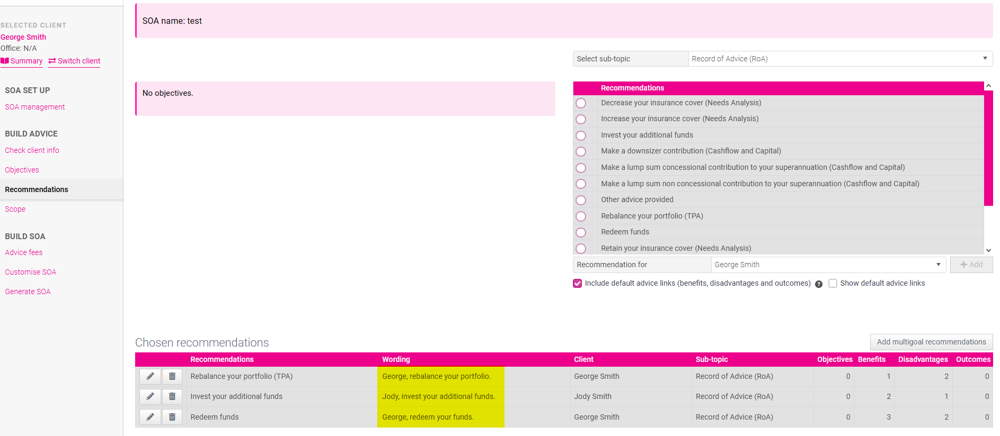 SELECTED CLIENT
George Smith
Office: N/A
Summary Switch client
SOA SET UP
SOA management
BUILD ADVICE
Check client info
Objectives
Recommendations
Scope
BUILD SOA
Advice fees
Customise SOA
Generate SOA
SOA name: test
Select sub-topic Record of Advice (RoA)
No objectives.
Recommendations
Decrease your insurance cover (Needs Analysis)
Increase your insurance cover (Needs Analysis)
Invest your additional funds
Make a downsizer contribution (Cashflow and Capital)
Make a lump sum concessional contribution to your superannuation (Cashflow and Capital)
Make a lump sum non concessional contribution to your superannuation (Cashflow and Capital)
Other advice provided
Rebalance your portfolio (TPA)
Redeem funds
Retain your insurance cover (Needs Analysis)
Recommendation for George Smith + Add
Include default advice links (benefits, disadvantages and outcomes) ? Show default advice links
Chosen recommendations Add multigoal recommendations
Recommendations Wording Client Sub-topic Objectives Benefits Disadvantages Outcomes
Rebalance your portfolio (TPA) George, rebalance your portfolio. George Smith Record of Advice (RoA) 0 1 2 0
Invest your additional funds Jody, invest your additional funds. Jody Smith Record of Advice (RoA) 0 2 1 0
Redeem funds George, redeem your funds. George Smith Record of Advice (RoA) 0 3 2 0